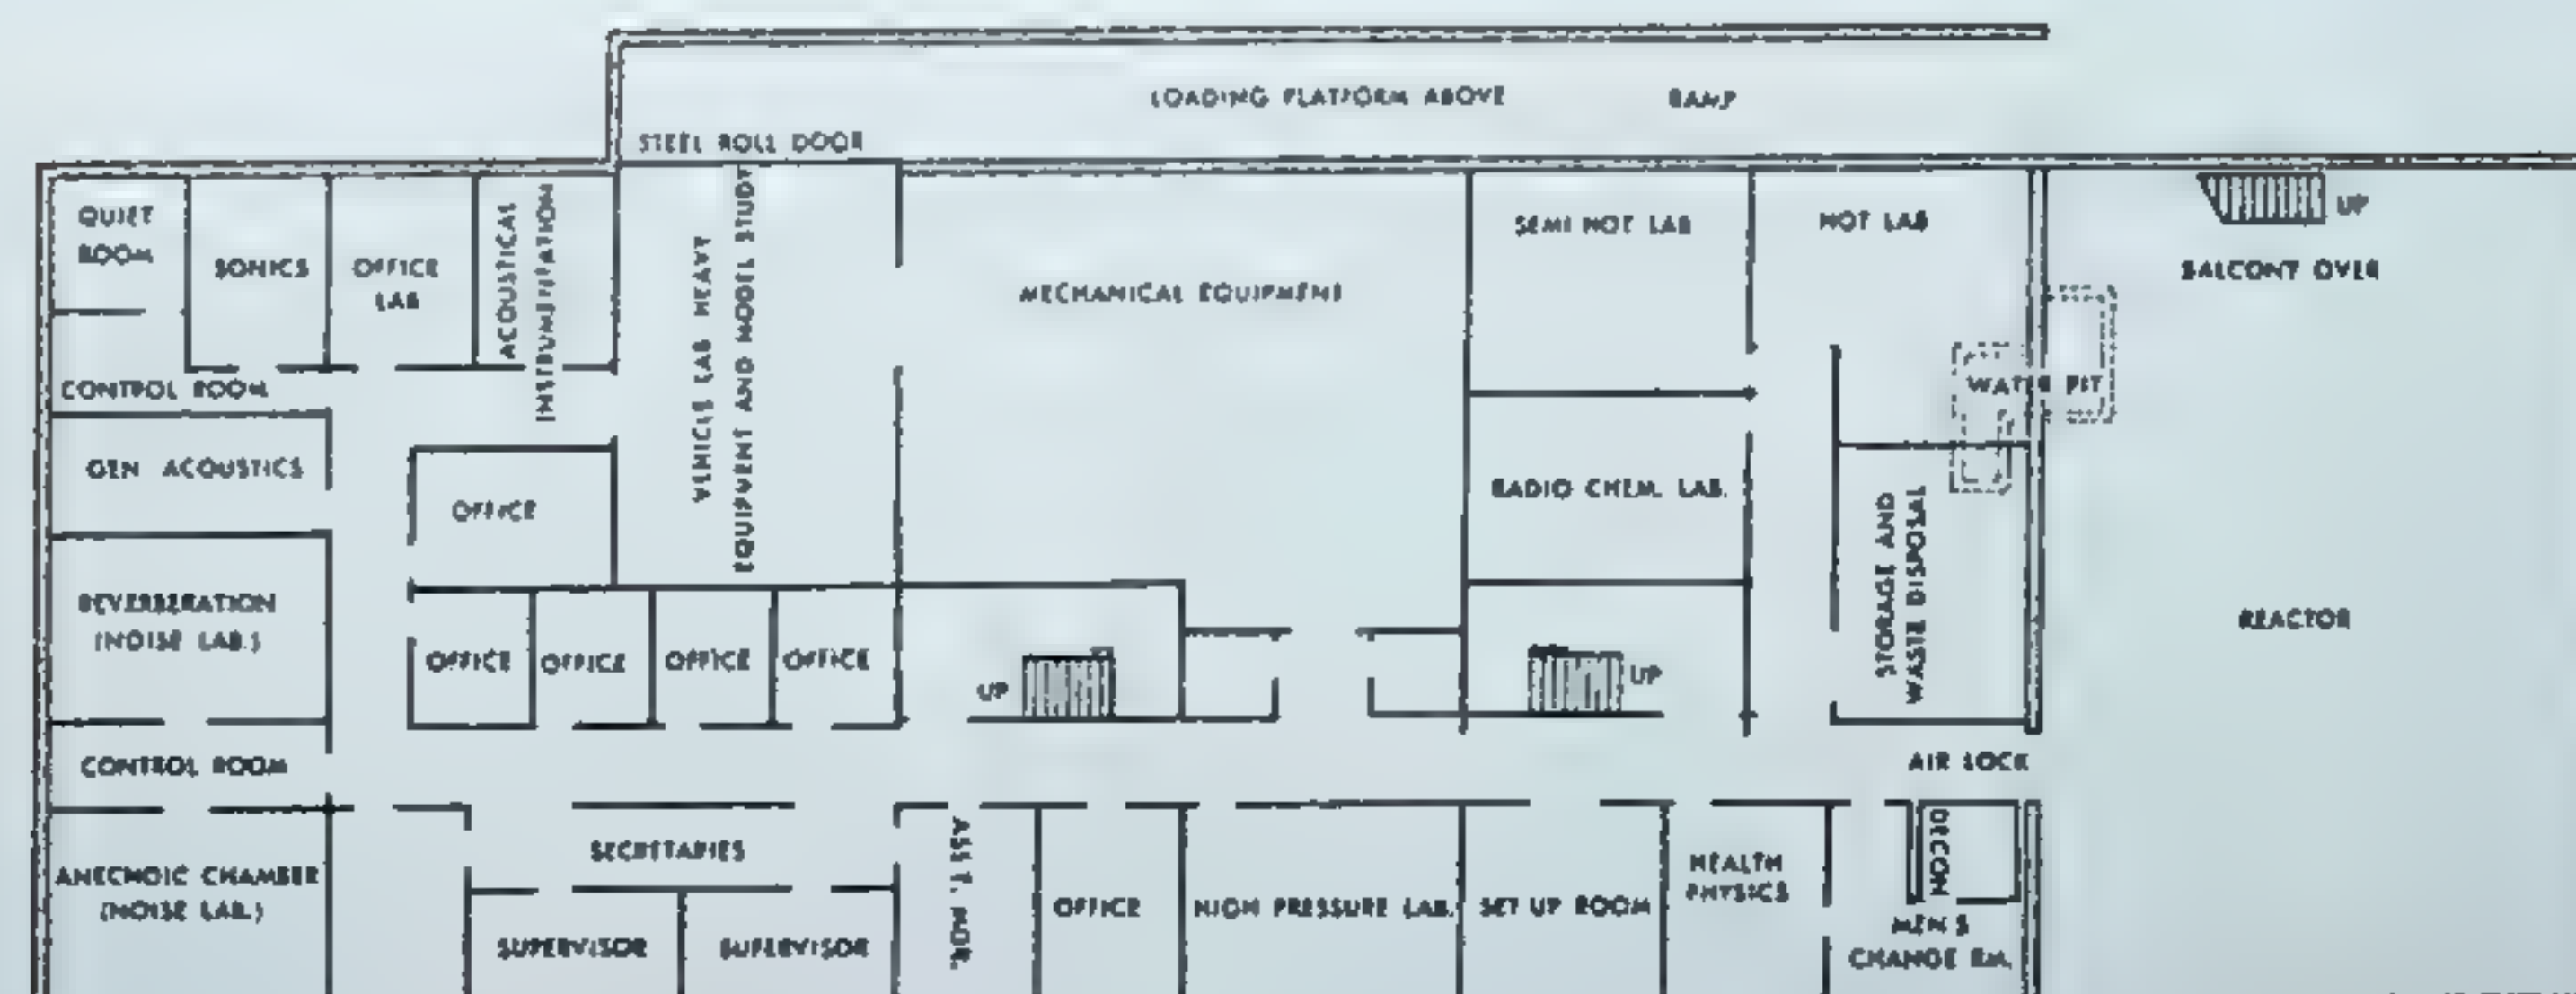 LOADING PLATFORM ABOVE
RAMP
STEEL ROLL DOOR
QUIET
ROOM
SONICS
OFFICE
LAB
ACOUSTICAL
INSTRUMENTATION
VEHICLE LAB HEAVY
EQUIPMENT AND MODEL STUDY
MECHANICAL EQUIPMENT
SEMI HOT LAB
HOT LAB
UP
BALCONY OVER
CONTROL ROOM
WATER PIT
GEN ACOUSTICS
OFFICE
RADIO CHEM. LAB.
STORAGE AND
WASTE DISPOSAL
REVERBERATION
(NOISE LAB.)
REACTOR
OFFICE
OFFICE
OFFICE
OFFICE
UP
UP
CONTROL ROOM
AIR LOCK
SECRETARIES
ASS'T. MGR.
DECON
ANECHOIC CHAMBER
(NOISE LAB.)
HEALTH
PHYSICS
OFFICE
HIGH PRESSURE LAB.
SET UP ROOM
MEN'S
CHANGE RM.
SUPERVISOR
SUPERVISOR